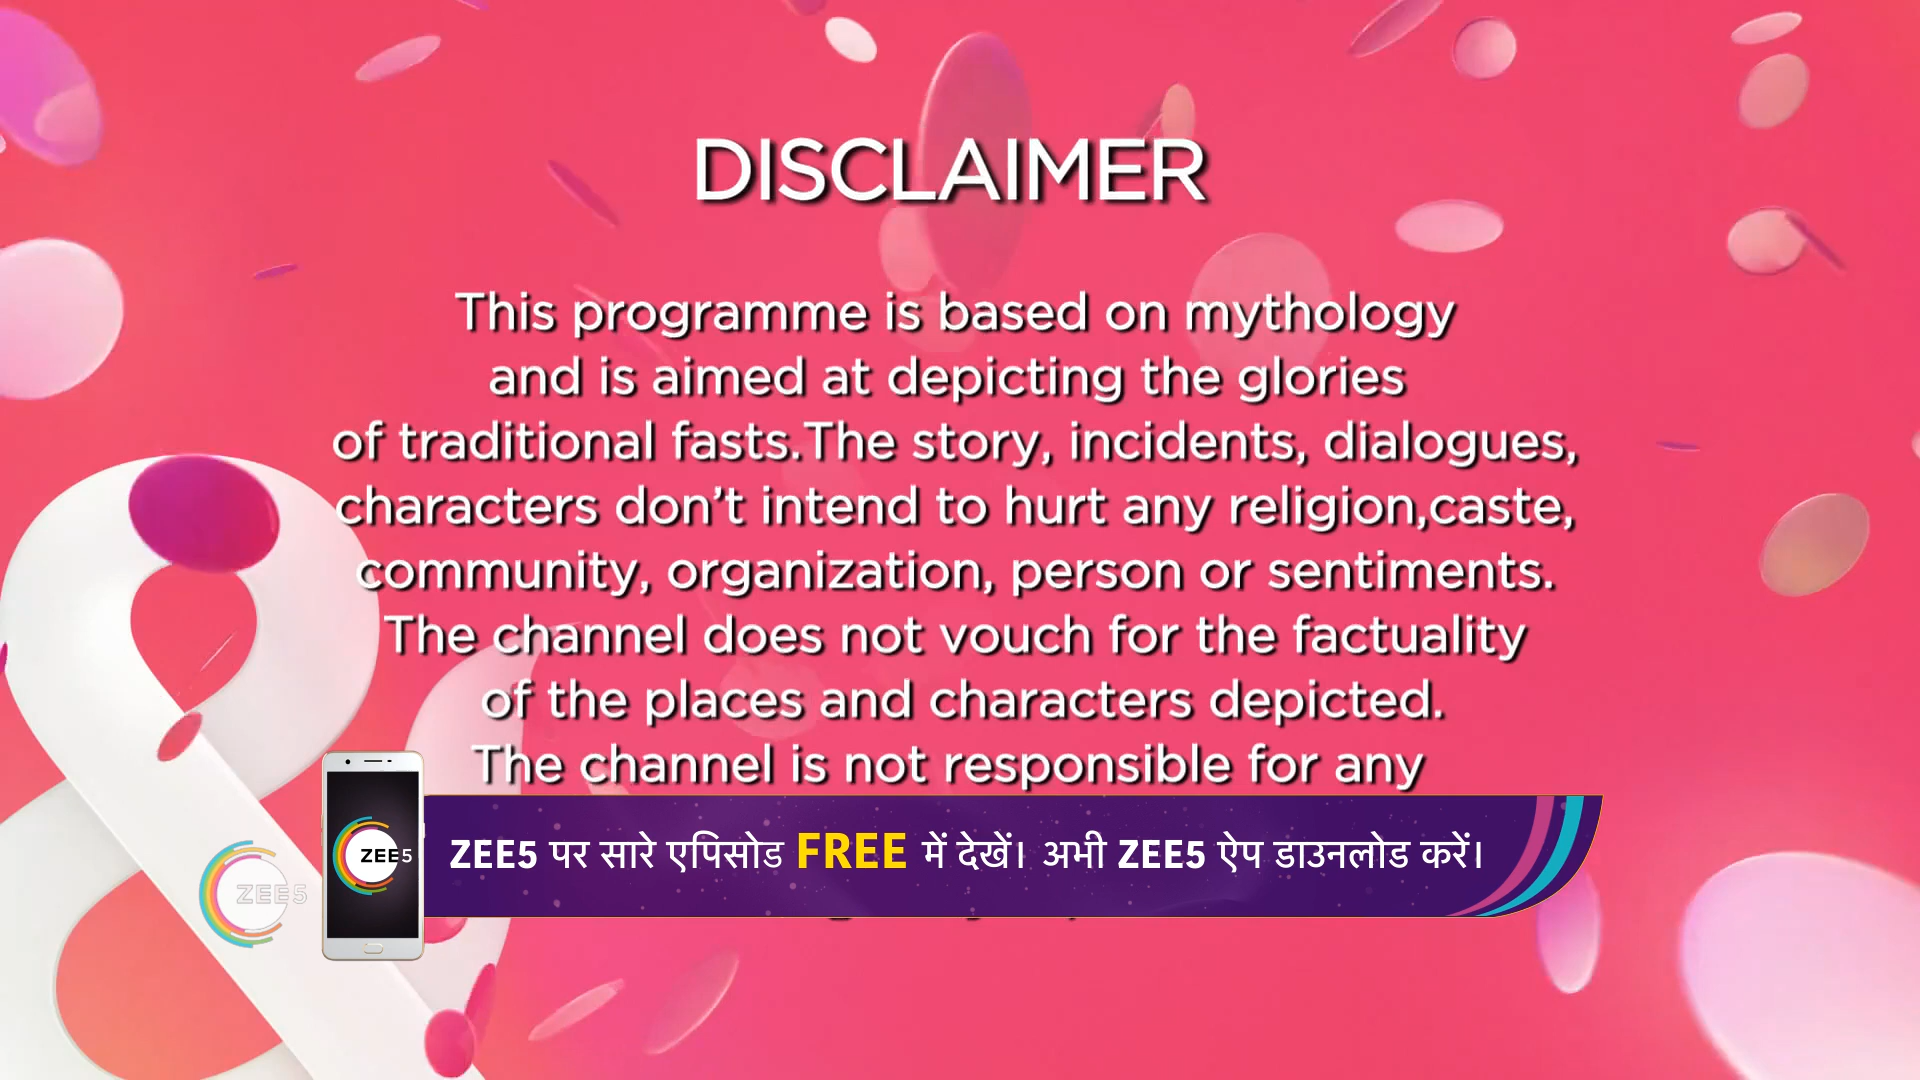 DISCLAIMER
This programme is based on mythology
and is aimed at depicting the glories
of traditional fasts.The story, incidents, dialogues,
characters don't intend to hurt any religion,caste,
community, organization, person or sentiments.
The channel does not vouch for the factuality
of the places and characters depicted.
The channel is not responsible for any
ZEE5
ZEE5 पर सारे एपिसोड FREE में देखें। अभी ZEE5 ऐप डाउनलोड करें।
ZEE5